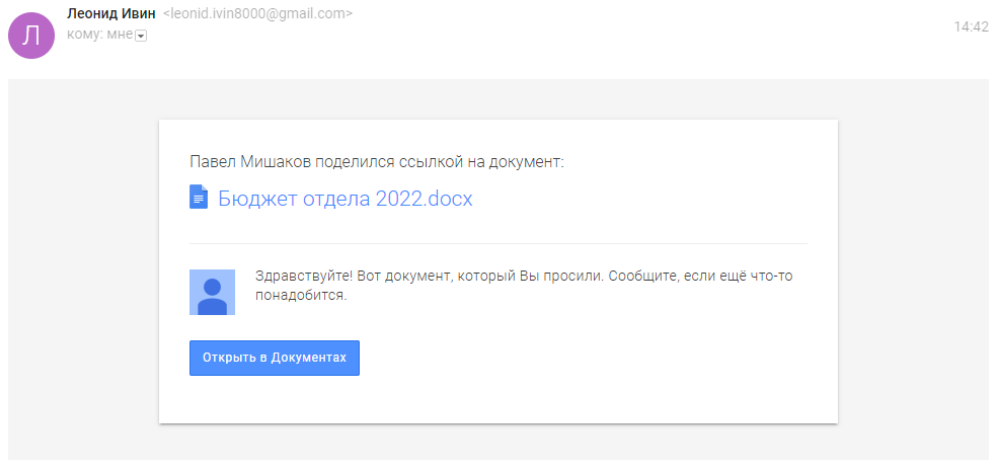 Л
Леонид Ивин <leonid.ivin8000@gmail.com>
кому: мне
14:42
Павел Мишаков поделился ссылкой на документ:
Бюджет отдела 2022.docx
Здравствуйте! Вот документ, который Вы просили. Сообщите, если ещё что-то
понадобится.
Открыть в Документах